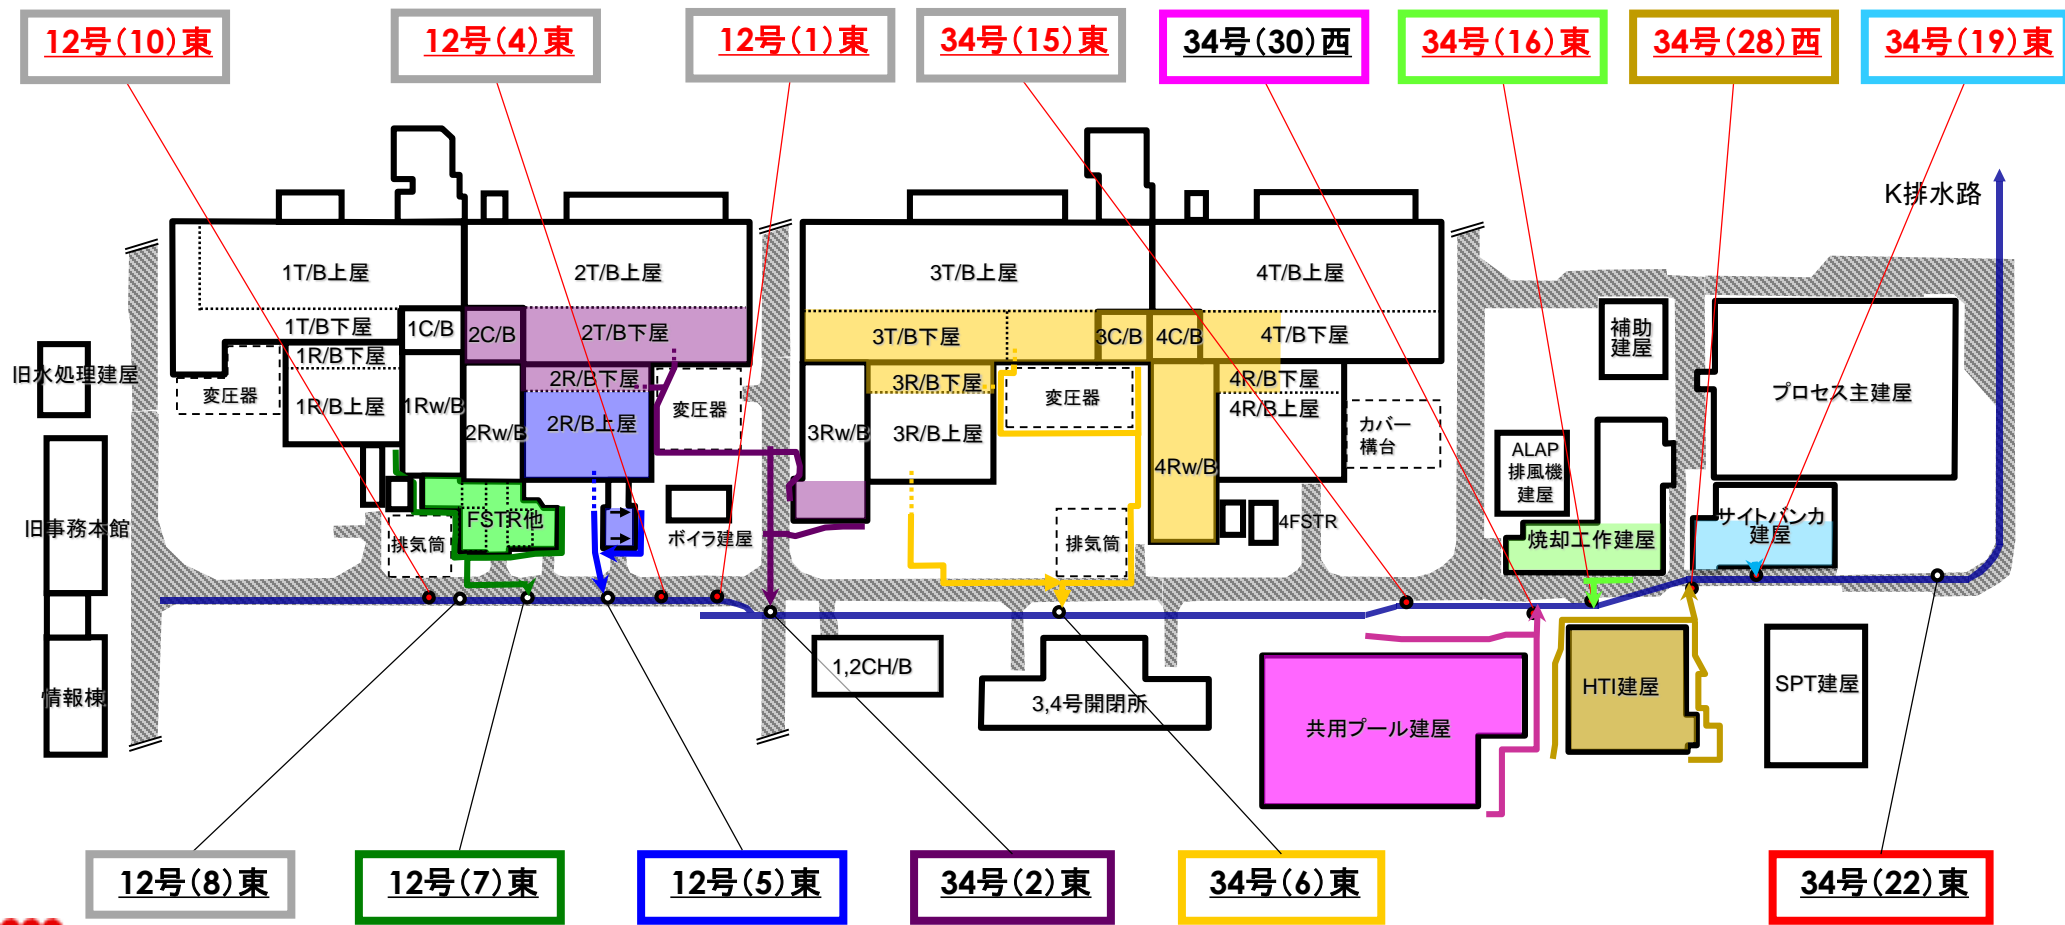 12号(10)東
12号(4)東
12号(1)東
34号(15)東
34号(30)西
34号(16)東
34号(28)西
34号(19)東
K排水路
1T/B上屋
2T/B上屋
3T/B上屋
4T/B上屋
1T/B下屋
1C/B
2C/B
2T/B下屋
3T/B下屋
3C/B
4C/B
4T/B下屋
補助
建屋
旧水処理建屋
変圧器
1R/B下屋
1R/B上屋
1Rw/B
2Rw/B
2R/B下屋
2R/B上屋
変圧器
3Rw/B
3R/B下屋
3R/B上屋
変圧器
4Rw/B
4R/B下屋
4R/B上屋
カバー
構台
ALAP
排風機
建屋
プロセス主建屋
旧事務本館
排気筒
FSTR他
ボイラ建屋
排気筒
4FSTR
焼却工作建屋
サイトバンカ
建屋
情報棟
1,2CH/B
3,4号開閉所
共用プール建屋
HTI建屋
SPT建屋
12号(8)東
12号(7)東
12号(5)東
34号(2)東
34号(6)東
34号(22)東